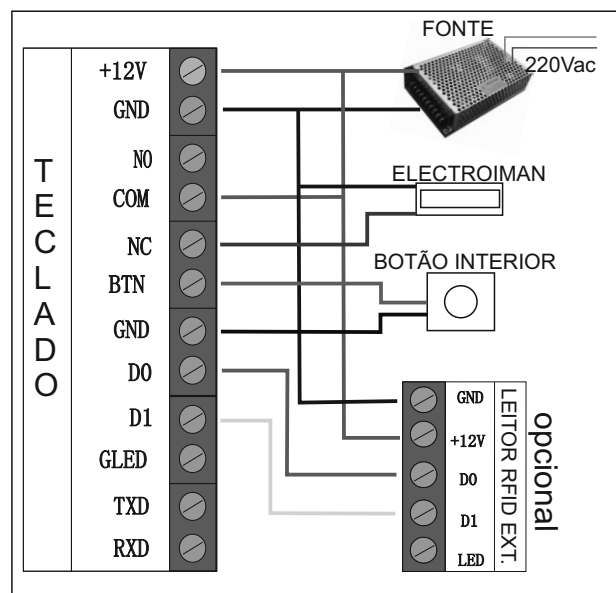 TECLADO
+12V
GND
NO
COM
NC
BTN
GND
D0
D1
GLED
TXD
RXD
FONTE
220Vac
ELECTROIMAN
BOTÃO INTERIOR
GND
+12V
D0
D1
LED
LEITOR RFID EXT.
opcional